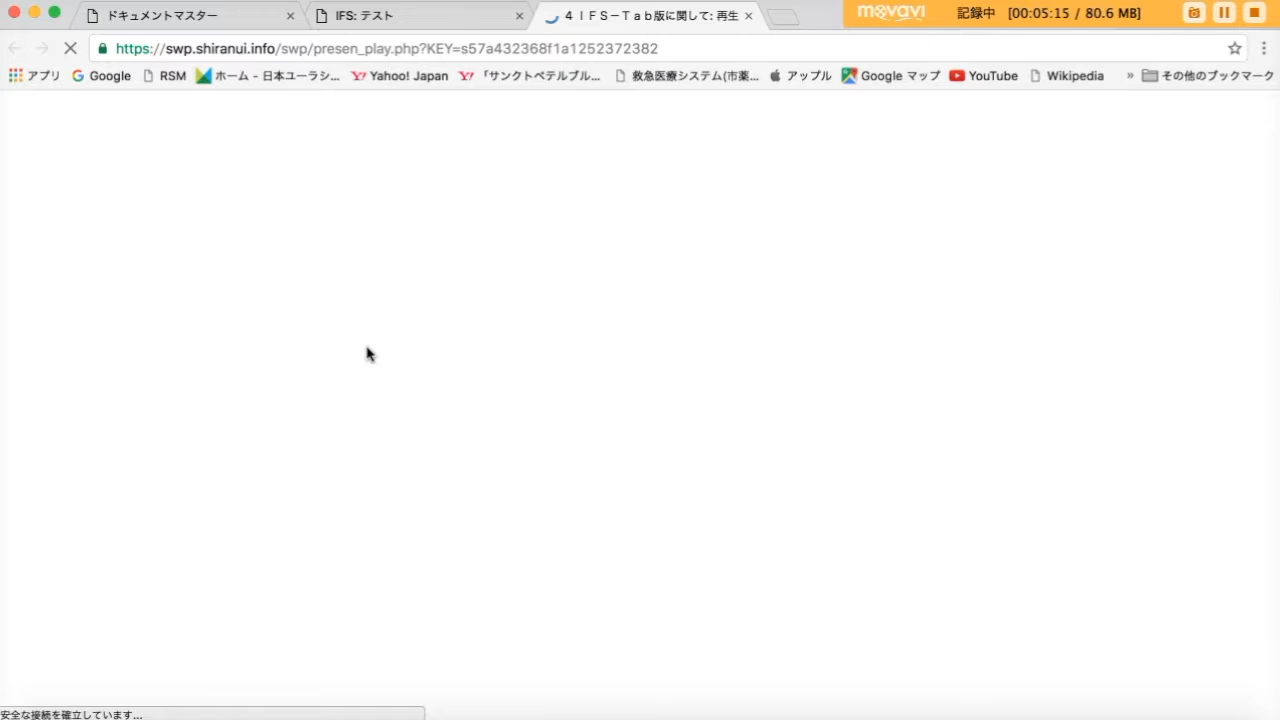 ドキュメントマスター
IFS: テスト
４ＩＦＳ－Ｔａｂ版に関して: 再生
movavi
記録中 [00:05:15 / 80.6 MB]
https://swp.shiranui.info/swp/presen_play.php?KEY=s57a432368f1a1252372382
アプリ Google RSM ホーム - 日本ユーラシ... Yahoo! Japan 「サンクトペテルブル... 救急医療システム(市薬... アップル Google マップ YouTube Wikipedia » その他のブックマーク
安全な接続を確立しています...